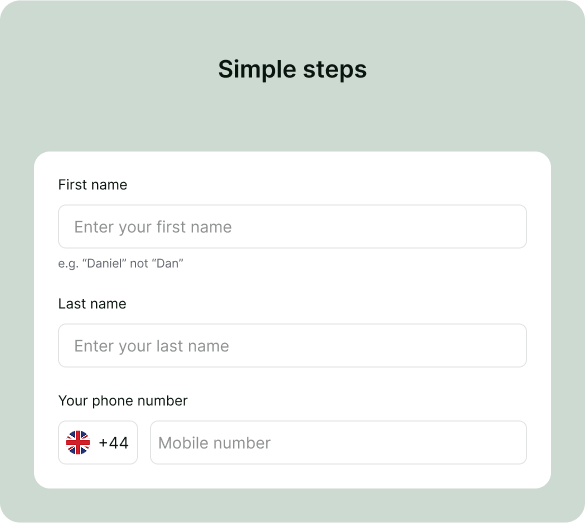 Simple steps
First name
Enter your first name
e.g. “Daniel” not “Dan”
Last name
Enter your last name
Your phone number
+44 Mobile number